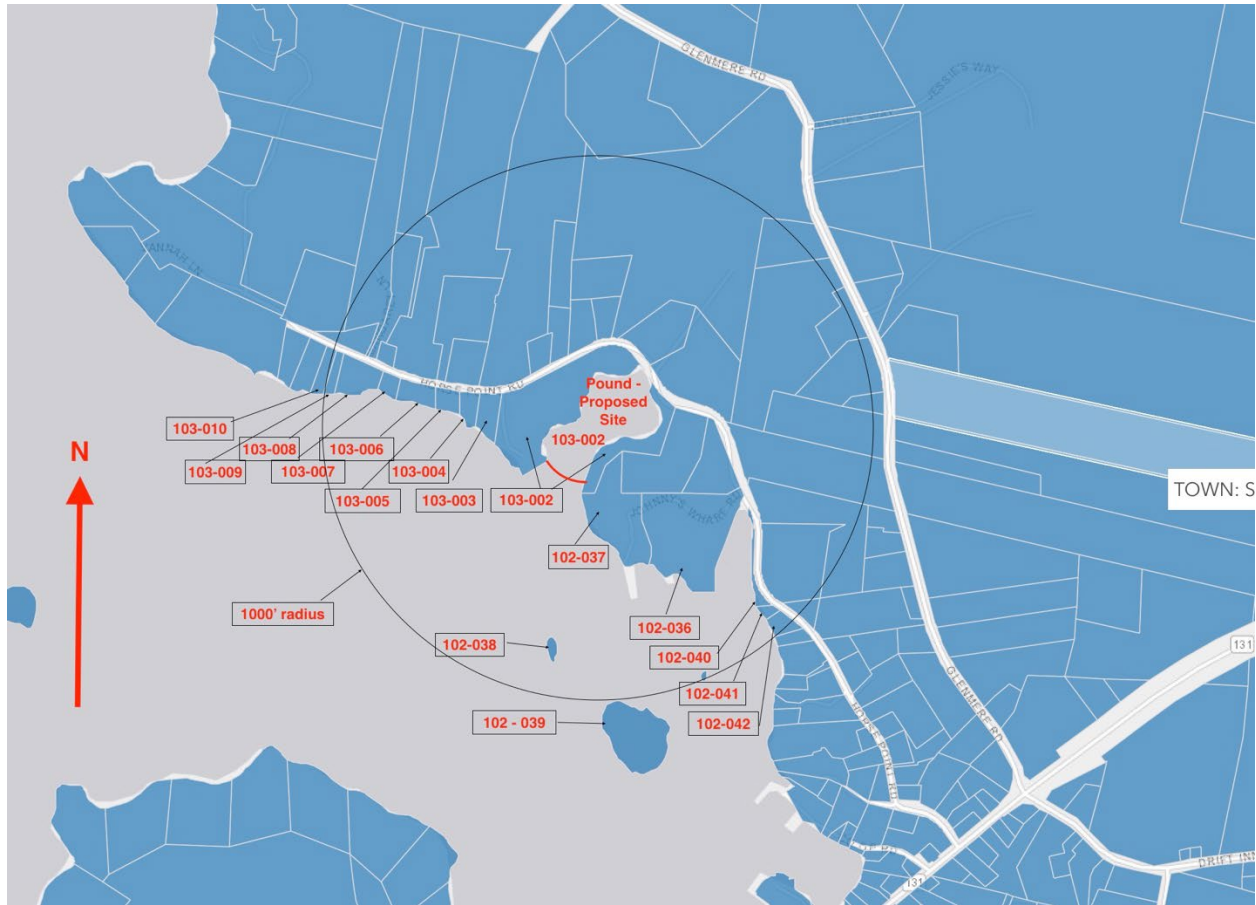 GLENMERE RD
JESSIE'S WAY
HANNAH LN
HORSE POINT RD
Pound -
Proposed
Site
103-002
103-010
103-008
103-006
103-009
103-007
103-004
103-005
103-003
103-002
N
TOWN: S
JOHNNY'S WHARF RD
102-037
1000' radius
102-036
102-038
102-040
131
102-041
GLENMERE RD
102 - 039
102-042
HORSE POINT RD
DRIFT INN
131